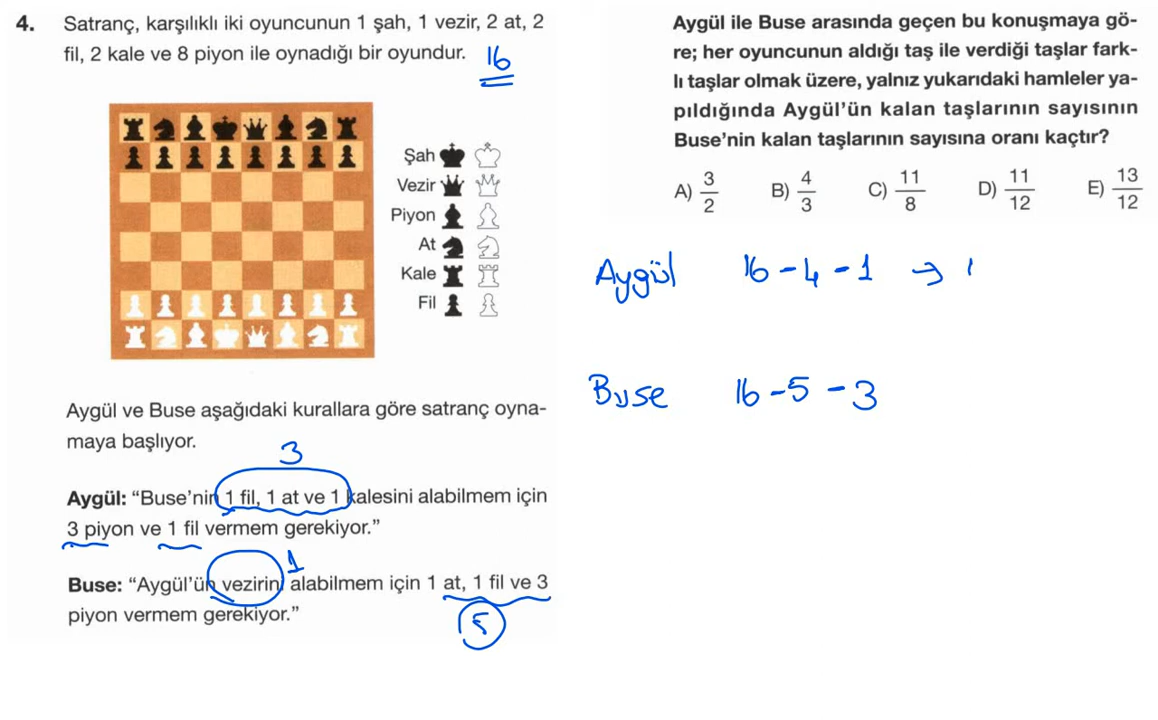 4. Satranç, karşılıklı iki oyuncunun 1 şah, 1 vezir, 2 at, 2
fil, 2 kale ve 8 piyon ile oynadığı bir oyundur. 16
Şah
Vezir
Piyon
At
Kale
Fil
Aygül ve Buse aşağıdaki kurallara göre satranç oyna-
maya başlıyor.
3
Aygül: “Buse’nin 1 fil, 1 at ve 1 kalesini alabilmem için
3 piyon ve 1 fil vermem gerekiyor.”
1
Buse: “Aygül’ün vezirini alabilmem için 1 at, 1 fil ve 3
piyon vermem gerekiyor.”
5
Aygül ile Buse arasında geçen bu konuşmaya gö-
re; her oyuncunun aldığı taş ile verdiği taşlar fark-
lı taşlar olmak üzere, yalnız yukarıdaki hamleler ya-
pıldığında Aygül’ün kalan taşlarının sayısının
Buse’nin kalan taşlarının sayısına oranı kaçtır?
A) 3/2 B) 4/3 C) 11/8 D) 11/12 E) 13/12
Aygül 16 - 4 - 1 → 1
Buse 16 - 5 - 3